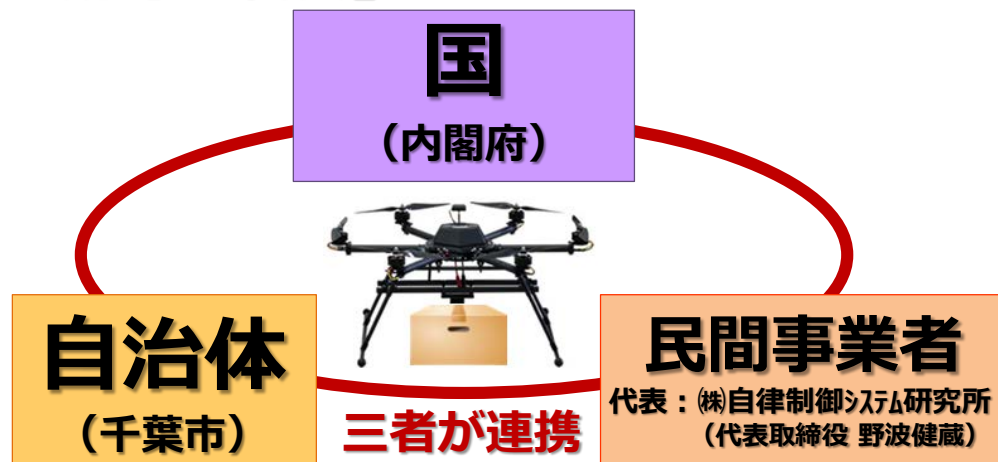 国
（内閣府）
自治体
（千葉市）
民間事業者
代表：㈱自律制御ｼｽﾃﾑ研究所
（代表取締役 野波健蔵）
三者が連携